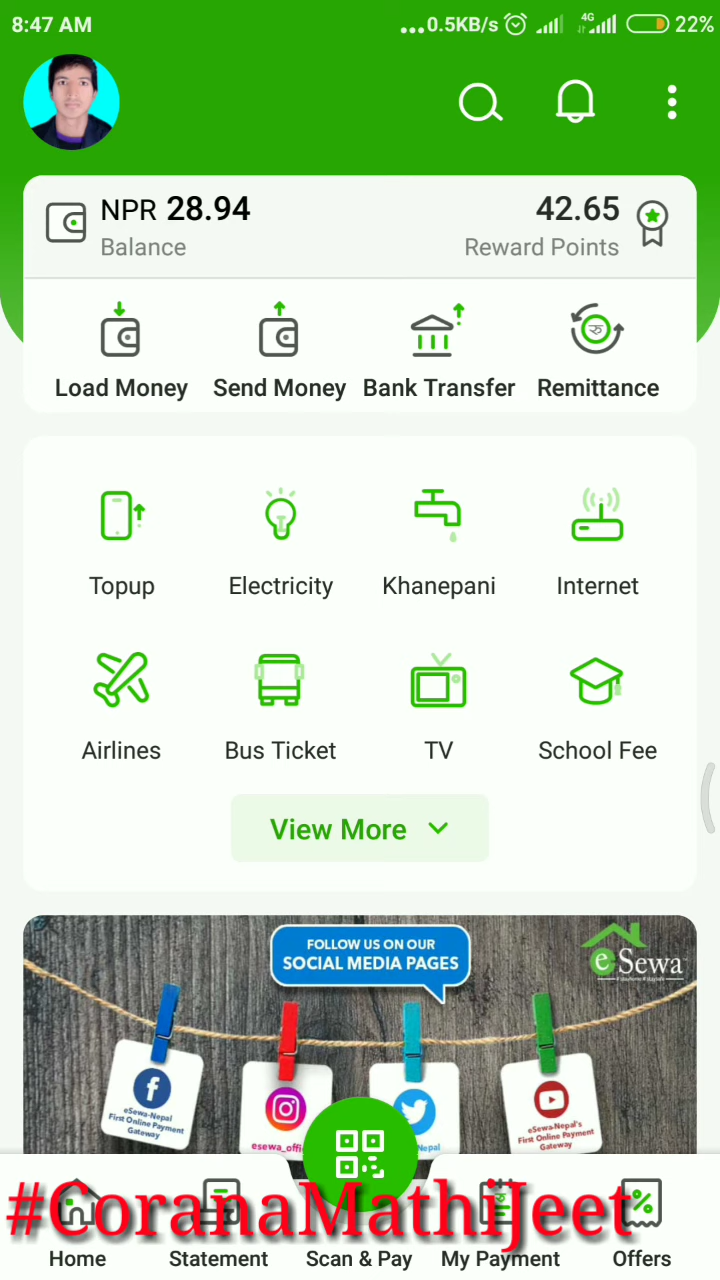 8:47 AM ...0.5KB/s 4G 22%
NPR 28.94 42.65
Balance Reward Points
रु
Load Money Send Money Bank Transfer Remittance
Topup Electricity Khanepani Internet
Airlines Bus Ticket TV School Fee
View More
FOLLOW US ON OUR
SOCIAL MEDIA PAGES
eSewa
eSewa-Nepal
First Online Payment
Gateway
esewa_offi
Nepal
eSewa-Nepal's
First Online Payment
Gateway
#CoranaMathiJeet
Home Statement Scan & Pay My Payment Offers